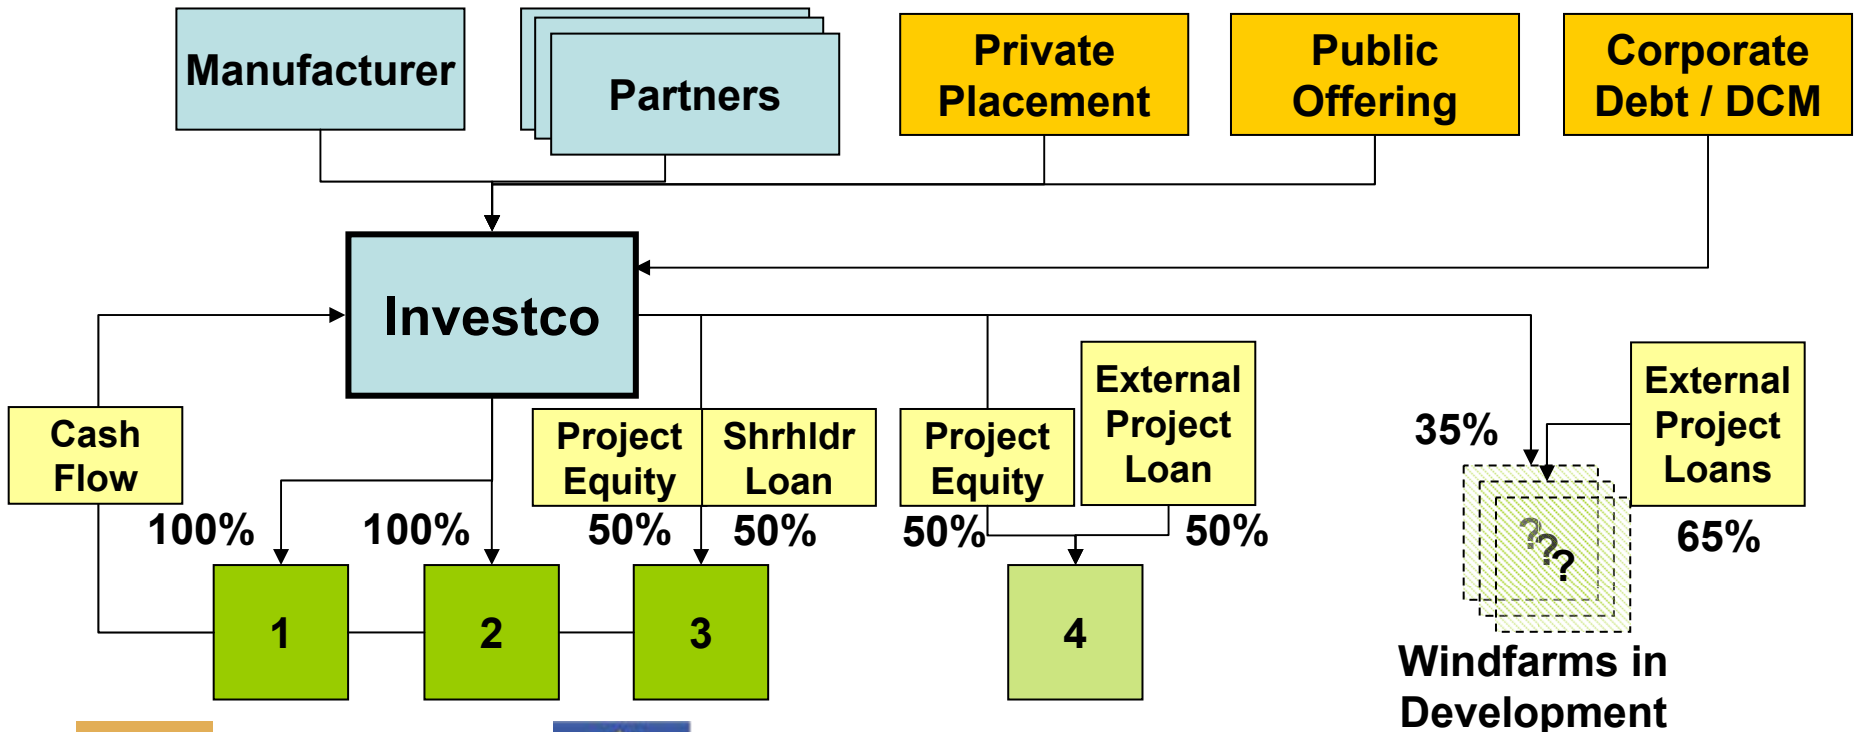 Manufacturer
Partners
Private
Placement
Public
Offering
Corporate
Debt / DCM
Investco
Cash
Flow
Project
Equity
Shrhldr
Loan
Project
Equity
External
Project
Loan
35%
External
Project
Loans
100%
100%
50%
50%
50%
50%
65%
???
1
2
3
4
Windfarms in
Development